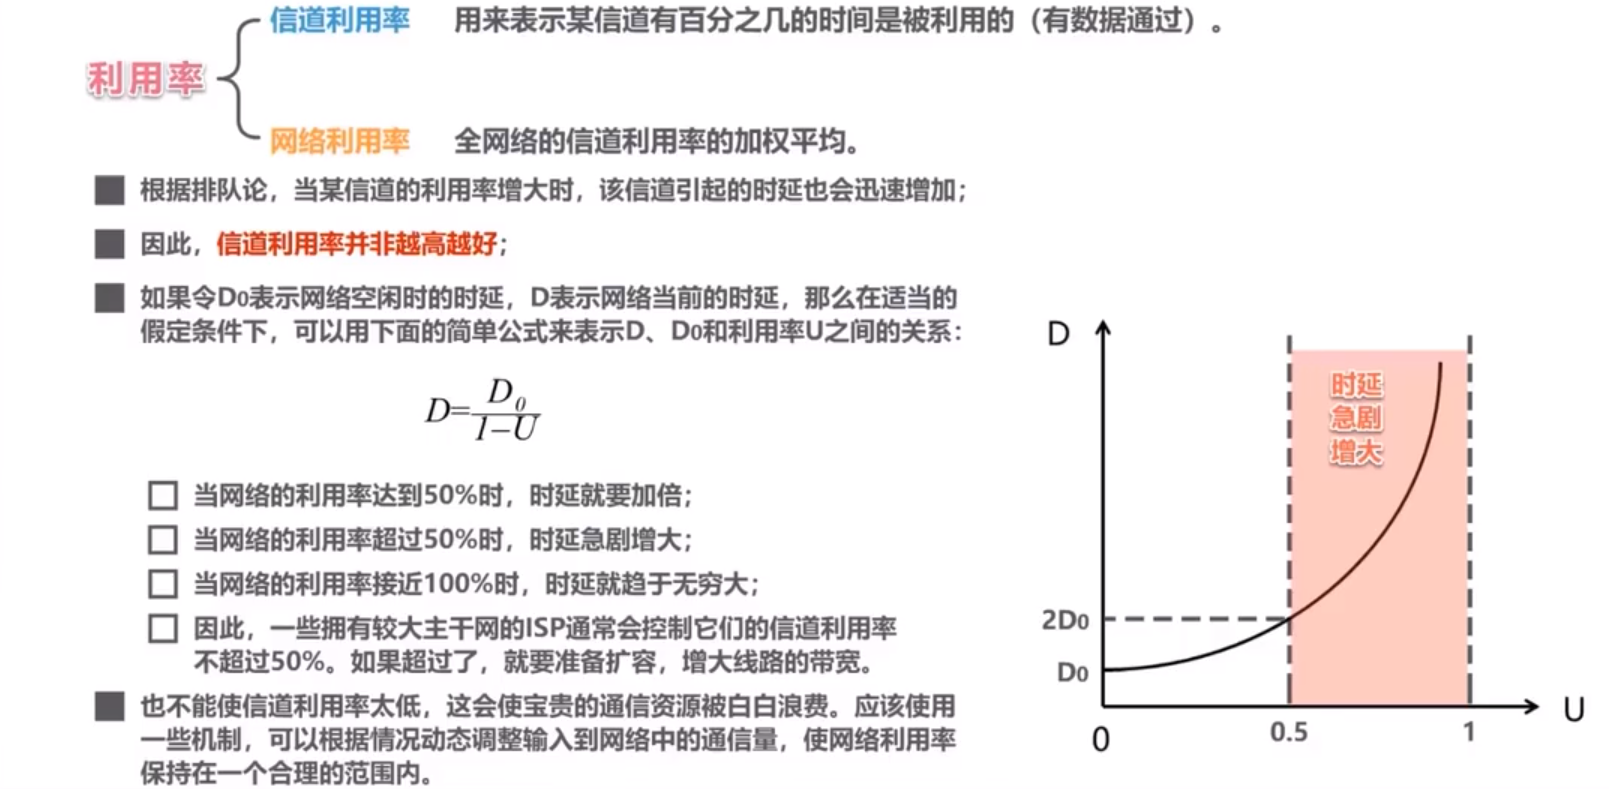 信道利用率 用来表示某信道有百分之几的时间是被利用的（有数据通过）。
利用率
网络利用率 全网络的信道利用率的加权平均。
根据排队论，当某信道的利用率增大时，该信道引起的时延也会迅速增加；
因此，信道利用率并非越高越好；
如果令D0表示网络空闲时的时延，D表示网络当前的时延，那么在适当的
假定条件下，可以用下面的简单公式来表示D、D0和利用率U之间的关系：
D=D0/1-U
当网络的利用率达到50%时，时延就要加倍；
当网络的利用率超过50%时，时延急剧增大；
当网络的利用率接近100%时，时延就趋于无穷大；
因此，一些拥有较大主干网的ISP通常会控制它们的信道利用率
不超过50%。如果超过了，就要准备扩容，增大线路的带宽。
也不能使信道利用率太低，这会使宝贵的通信资源被白白浪费。应该使用
一些机制，可以根据情况动态调整输入到网络中的通信量，使网络利用率
保持在一个合理的范围内。
D
时延
急剧
增大
2D0
D0
0
0.5
1
U